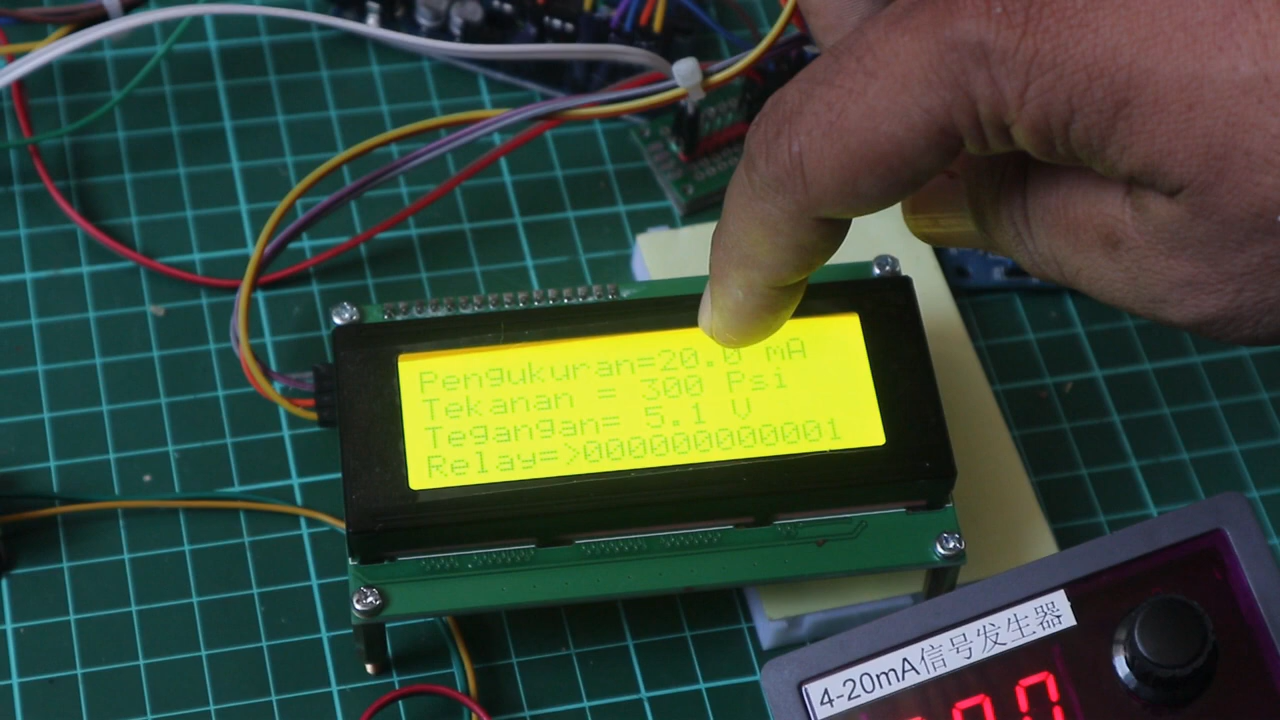 Pengukuran=20.0 mA
Tekanan = 300 Psi
Tegangan= 5.1 V
Relay=>000000000001
4-20mA信号发生器